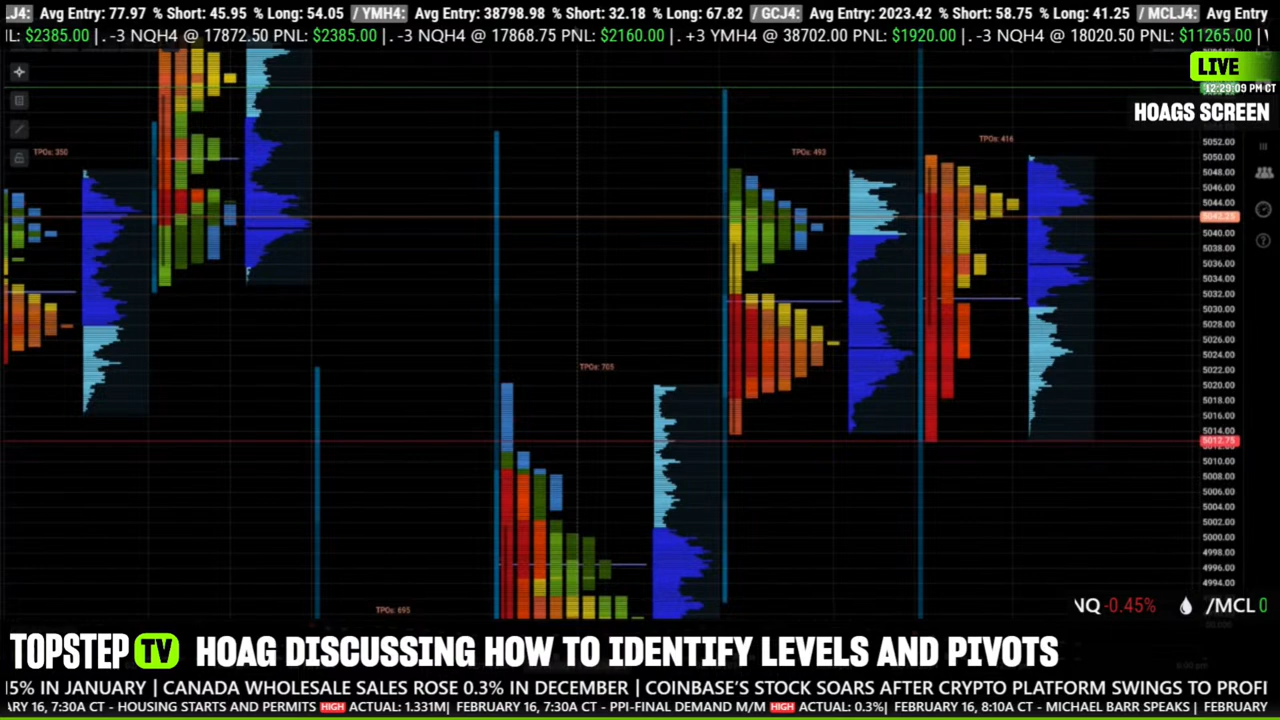 .J4: Avg Entry: 77.97 % Short: 45.95 % Long: 54.05 / YMH4: Avg Entry: 38798.98 % Short: 32.18 % Long: 67.82 / GCJ4: Avg Entry: 2023.42 % Short: 58.75 % Long: 41.25 / MCLJ4: Avg Entry
IL: $2385.00 |. -3 NQH4 @ 17872.50 PNL: $2385.00 |. -3 NQH4 @ 17868.75 PNL: $2160.00 |. +3 YMH4 @ 38702.00 PNL: $1920.00 |. -3 NQH4 @ 18020.50 PNL: $11265.00 |
LIVE
12:29:09 PM CT
HOAGS SCREEN
TPOs: 350
TPOs: 493
TPOs: 416
TPOs: 705
TPOs: 695
5052.00
5050.00
5048.00
5046.00
5044.00
5042.25
5040.00
5038.00
5036.00
5034.00
5032.00
5030.00
5028.00
5026.00
5024.00
5022.00
5020.00
5018.00
5016.00
5014.00
5012.75
5010.00
5008.00
5006.00
5004.00
5002.00
5000.00
4998.00
4996.00
4994.00
NQ -0.45% /MCL 0
TOPSTEP TV HOAG DISCUSSING HOW TO IDENTIFY LEVELS AND PIVOTS
15% IN JANUARY | CANADA WHOLESALE SALES ROSE 0.3% IN DECEMBER | COINBASE'S STOCK SOARS AFTER CRYPTO PLATFORM SWINGS TO PROFI
ARY 16, 7:30A CT - HOUSING STARTS AND PERMITS HIGH ACTUAL: 1.331M| FEBRUARY 16, 7:30A CT - PPI-FINAL DEMAND M/M HIGH ACTUAL: 0.3%| FEBRUARY 16, 8:10A CT - MICHAEL BARR SPEAKS | FEBRUARY